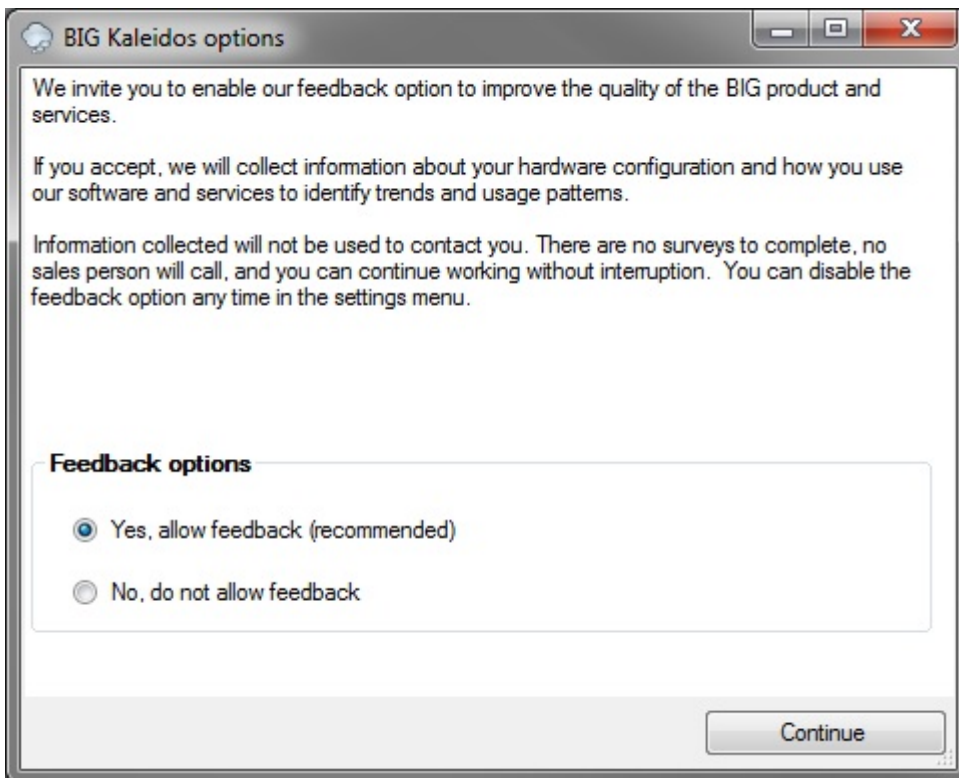 BIG Kaleidos options
We invite you to enable our feedback option to improve the quality of the BIG product and
services.
If you accept, we will collect information about your hardware configuration and how you use
our software and services to identify trends and usage patterns.
Information collected will not be used to contact you. There are no surveys to complete, no
sales person will call, and you can continue working without interruption.  You can disable the
feedback option any time in the settings menu.
Feedback options
Yes, allow feedback (recommended)
No, do not allow feedback
Continue